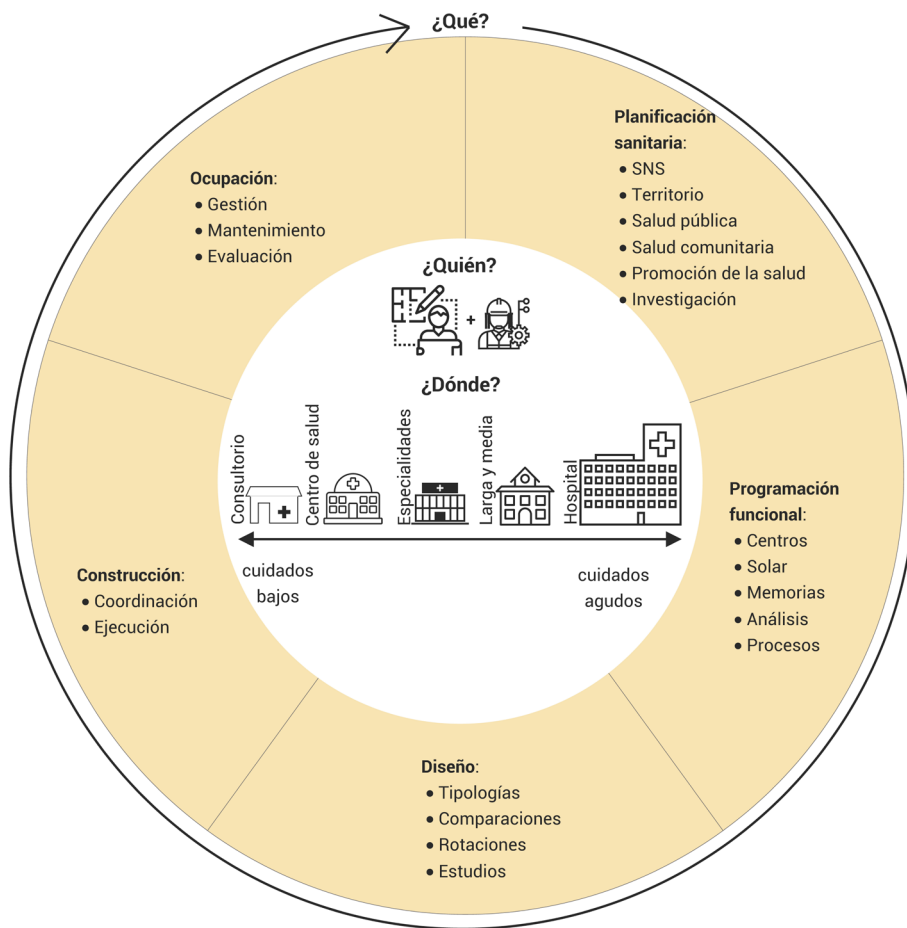 ¿Qué?
Planificación
sanitaria:
● SNS
● Territorio
● Salud pública
● Salud comunitaria
● Promoción de la salud
● Investigación
Programación
funcional:
● Centros
● Solar
● Memorias
● Análisis
● Procesos
Diseño:
● Tipologías
● Comparaciones
● Rotaciones
● Estudios
Construcción:
● Coordinación
● Ejecución
Ocupación:
● Gestión
● Mantenimiento
● Evaluación
¿Quién?
+
¿Dónde?
Consultorio
Centro de salud
Especialidades
Larga y media
Hospital
cuidados
bajos
cuidados
agudos